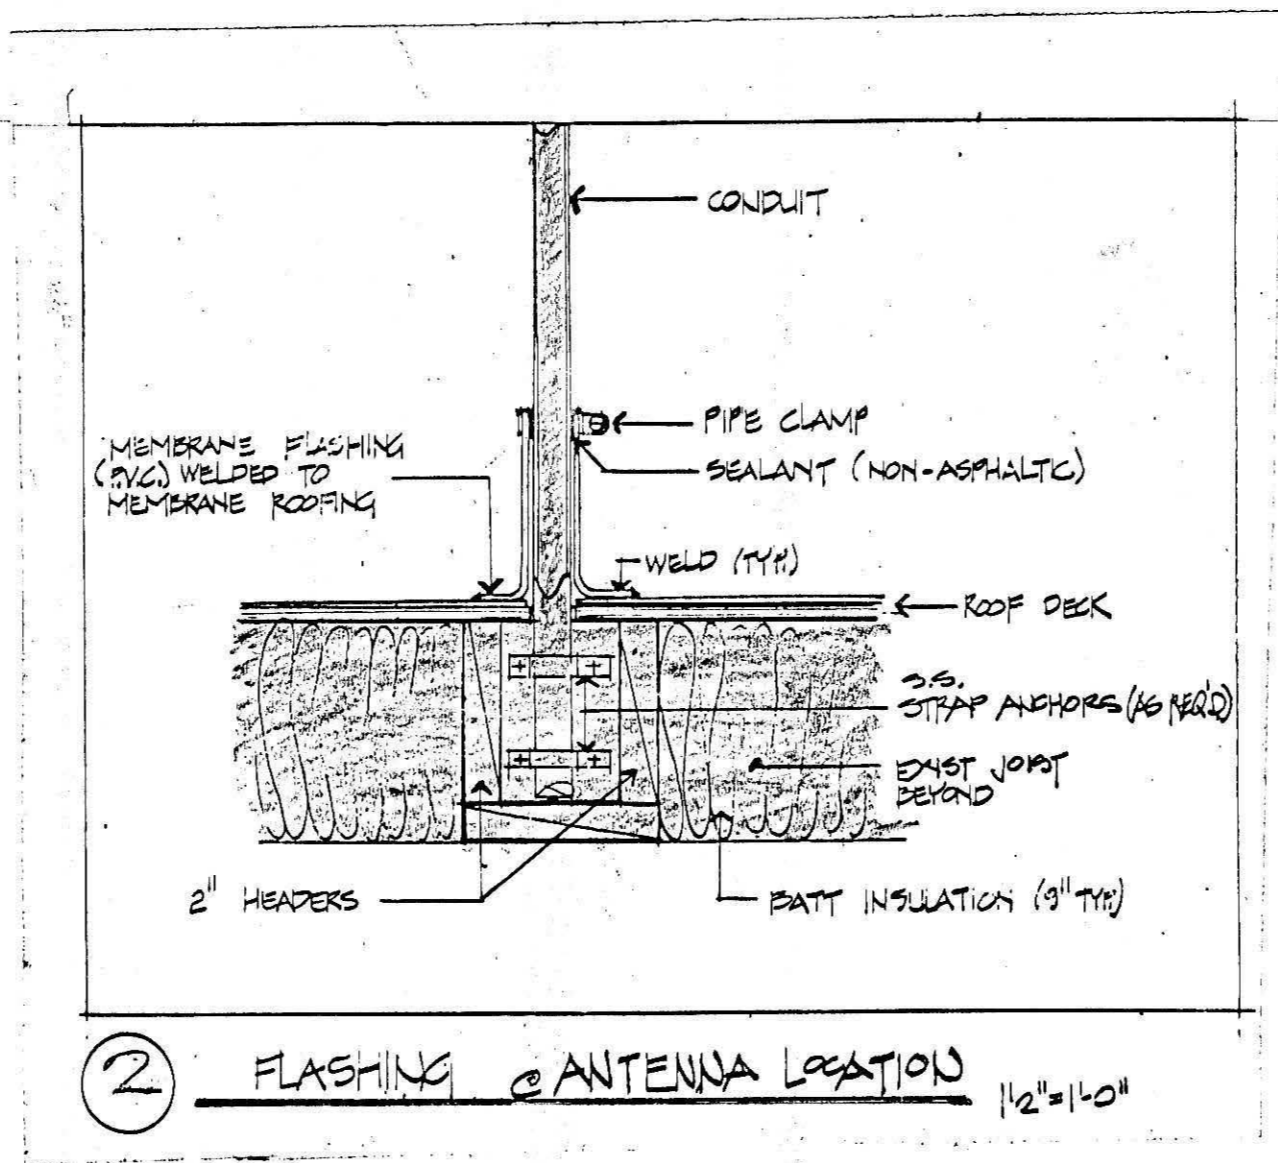 CONDUIT
PIPE CLAMP
SEALANT (NON-ASPHALTIC)
MEMBRANE FLASHING
(P.V.C.) WELDED TO
MEMBRANE ROOFING
WELD (TYP.)
ROOF DECK
S.S.
STRAP ANCHORS (AS REQ'D)
EXIST JOIST
BEYOND
2" HEADERS
BATT INSULATION (9" TYP.)
2 FLASHING @ ANTENNA LOCATION 1½"=1'-0"